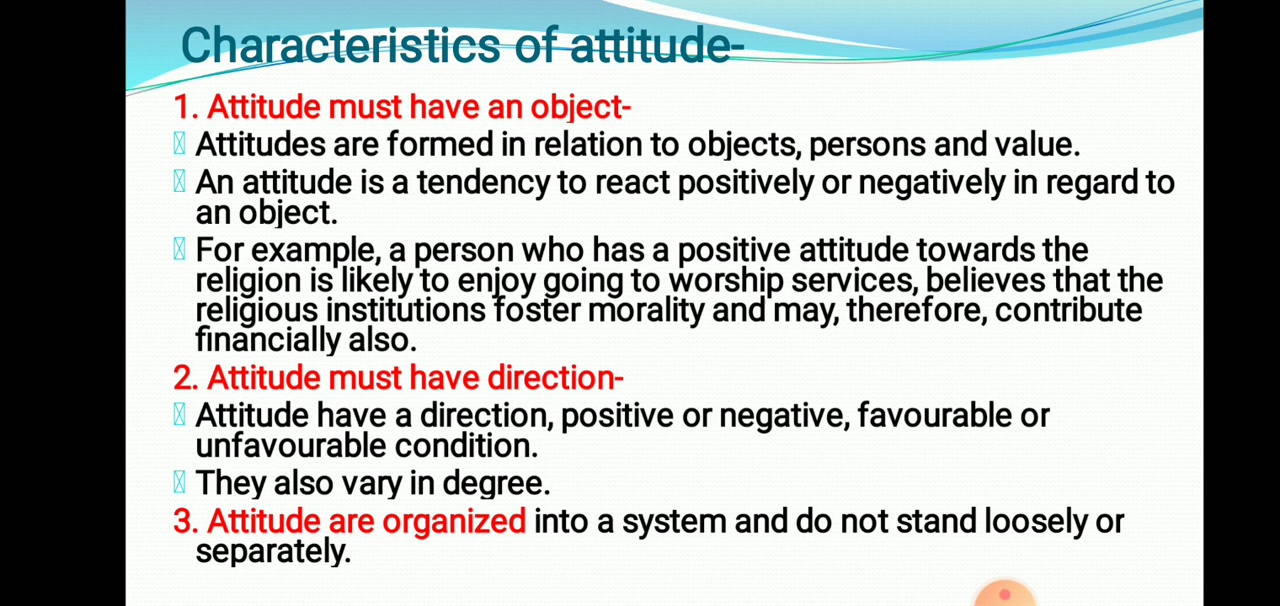 Characteristics of attitude-
1. Attitude must have an object-
Attitudes are formed in relation to objects, persons and value.
An attitude is a tendency to react positively or negatively in regard to
an object.
For example, a person who has a positive attitude towards the
religion is likely to enjoy going to worship services, believes that the
religious institutions foster morality and may, therefore, contribute
financially also.
2. Attitude must have direction-
Attitude have a direction, positive or negative, favourable or
unfavourable condition.
They also vary in degree.
3. Attitude are organized into a system and do not stand loosely or
separately.